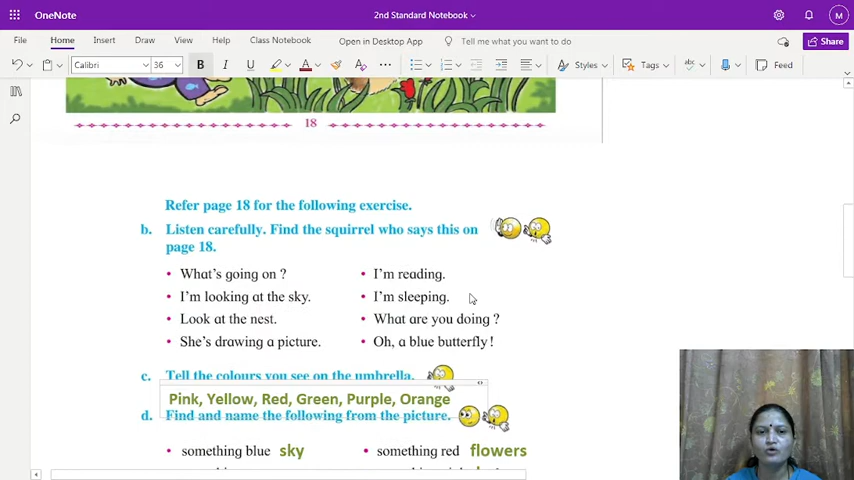 OneNote
2nd Standard Notebook
M
File Home Insert Draw View Help Class Notebook Open in Desktop App Tell me what you want to do Share
Calibri 36 B I U A Styles Tags abc Feed
18
Refer page 18 for the following exercise.
b. Listen carefully. Find the squirrel who says this on
page 18.
• What's going on ? • I'm reading.
• I'm looking at the sky. • I'm sleeping.
• Look at the nest. • What are you doing ?
• She's drawing a picture. • Oh, a blue butterfly !
c. Tell the colours you see on the umbrella.
Pink, Yellow, Red, Green, Purple, Orange
d. Find and name the following from the picture.
• something blue sky • something red flowers